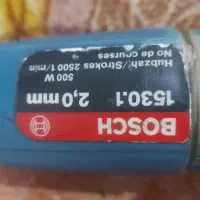 BOSCH
1530.1 2,0 mm
500 W
Hubzahl/Strokes 2500 1/min
No de courses